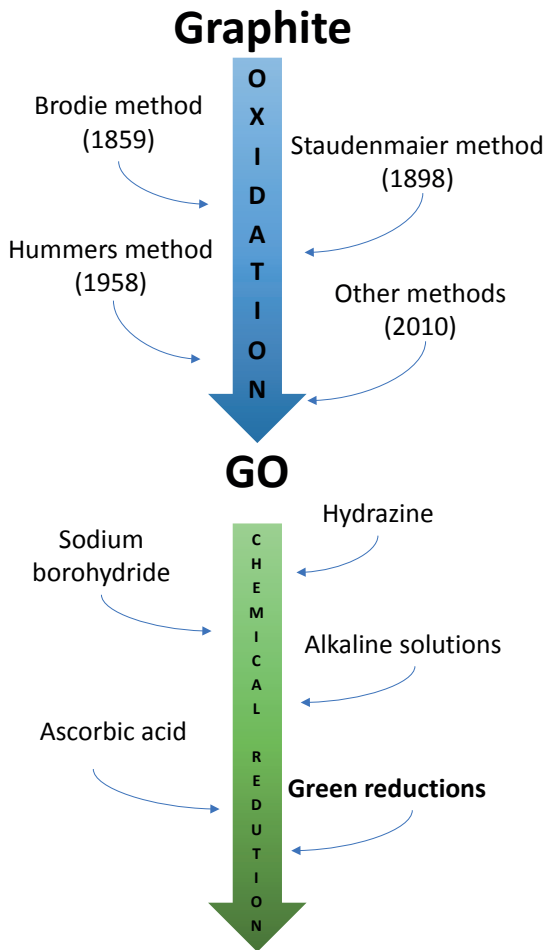 Graphite
OXIDATION
Brodie method
(1859)
Staudenmaier method
(1898)
Hummers method
(1958)
Other methods
(2010)
GO
CHEMICAL REDUTION
Hydrazine
Sodium
borohydride
Alkaline solutions
Ascorbic acid
Green reductions